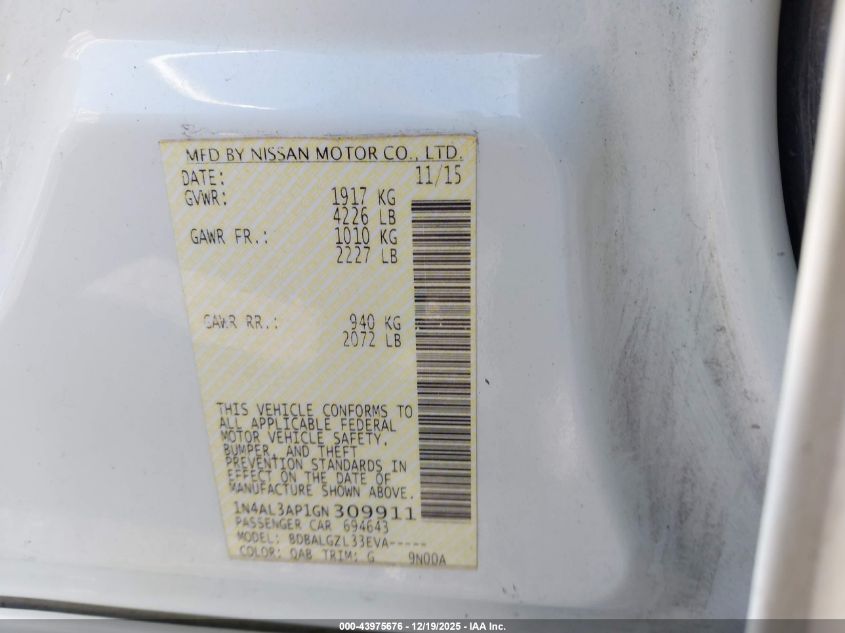 MFD BY NISSAN MOTOR CO., LTD.
DATE: 11/15
GVWR: 1917 KG
4226 LB
GAWR FR.: 1010 KG
2227 LB
GAWR RR.: 940 KG
2072 LB
THIS VEHICLE CONFORMS TO
ALL APPLICABLE FEDERAL
MOTOR VEHICLE SAFETY,
BUMPER, AND THEFT
PREVENTION STANDARDS IN
EFFECT ON THE DATE OF
MANUFACTURE SHOWN ABOVE.
1N4AL3AP1GN309911
PASSENGER CAR 694643
MODEL: BDBALGZL33EVA-----
COLOR: QAB TRIM: G 9N00A
000-43975676 - 12/19/2025 - IAA Inc.